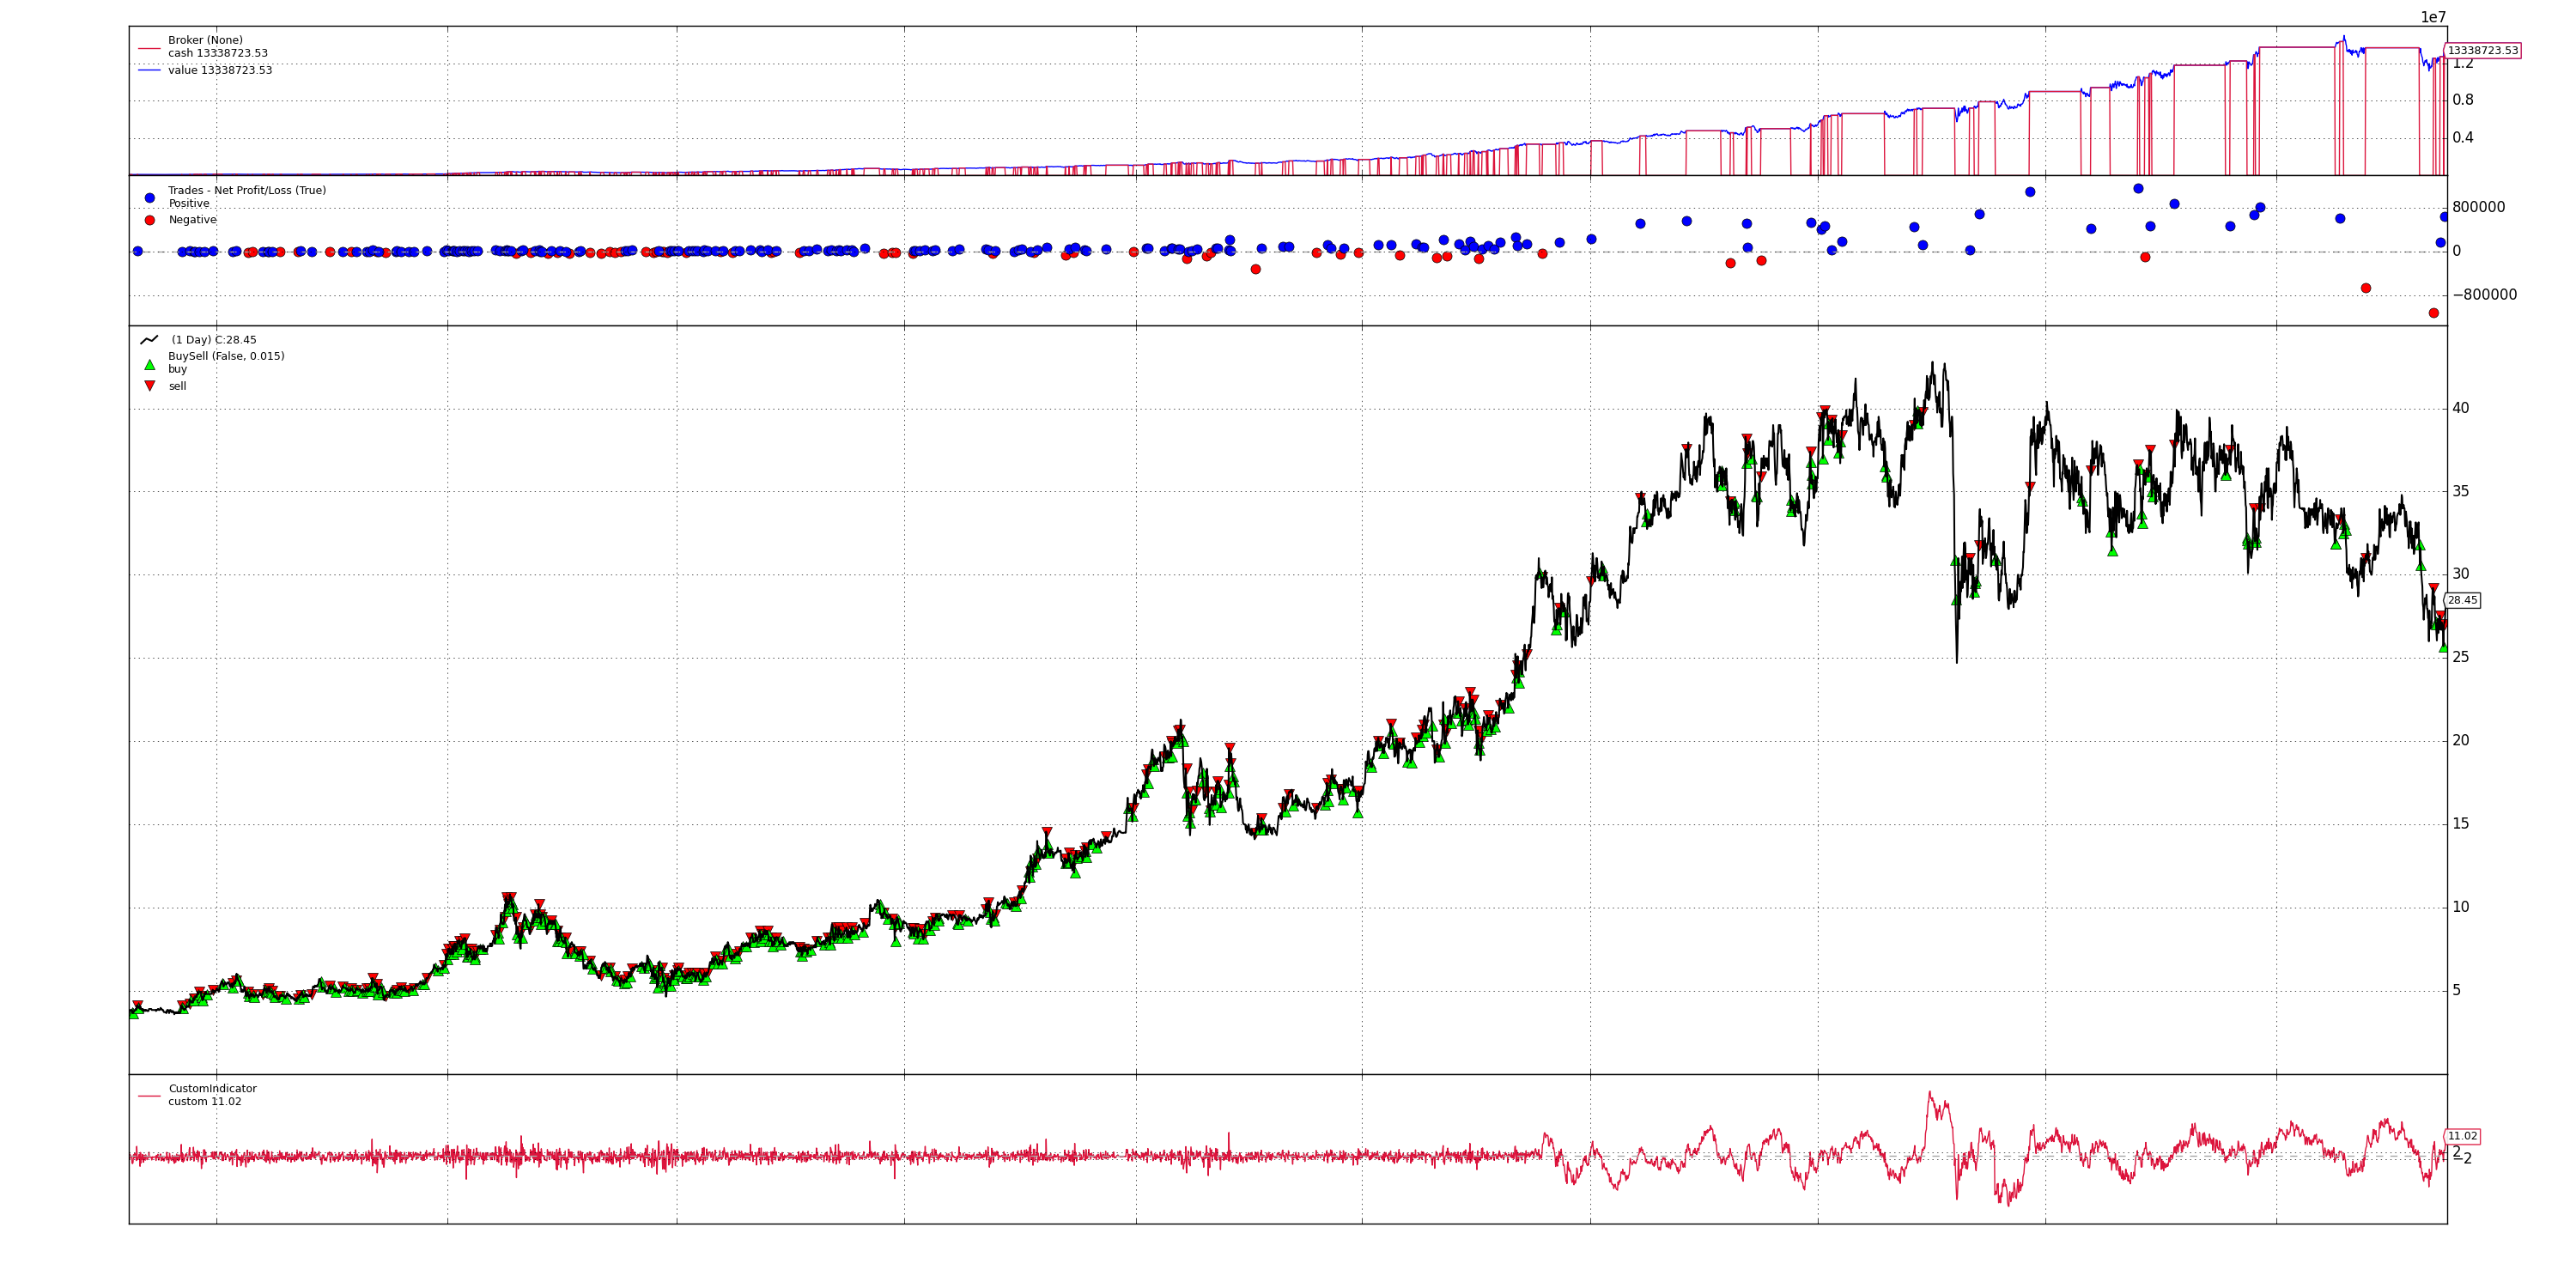 1e7
Broker (None)
cash 13338723.53
value 13338723.53
13338723.53
1.2
0.8
0.4
Trades - Net Profit/Loss (True)
Positive
Negative
800000
0
−800000
(1 Day) C:28.45
BuySell (False, 0.015)
buy
sell
40
35
30
28.45
25
20
15
10
5
CustomIndicator
custom 11.02
11.02
2
−2